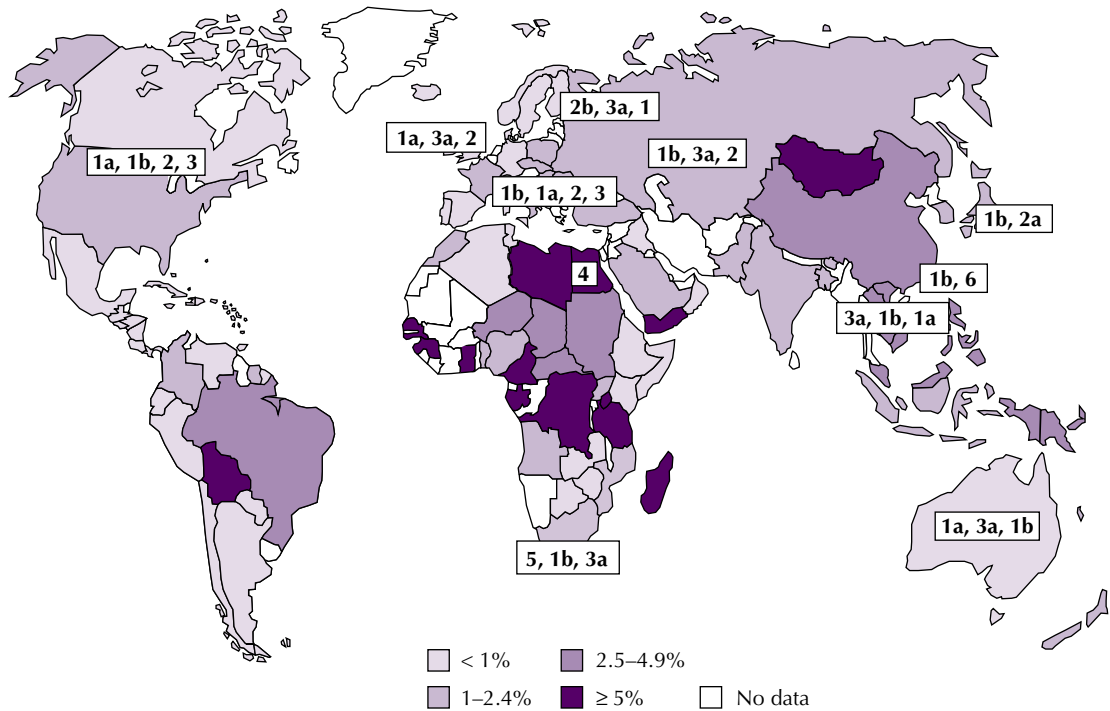 2b, 3a, 1
1a, 3a, 2
1b, 3a, 2
1a, 1b, 2, 3
1b, 1a, 2, 3
1b, 2a
4
1b, 6
3a, 1b, 1a
1a, 3a, 1b
5, 1b, 3a
< 1%
2.5–4.9%
1–2.4%
≥ 5%
No data